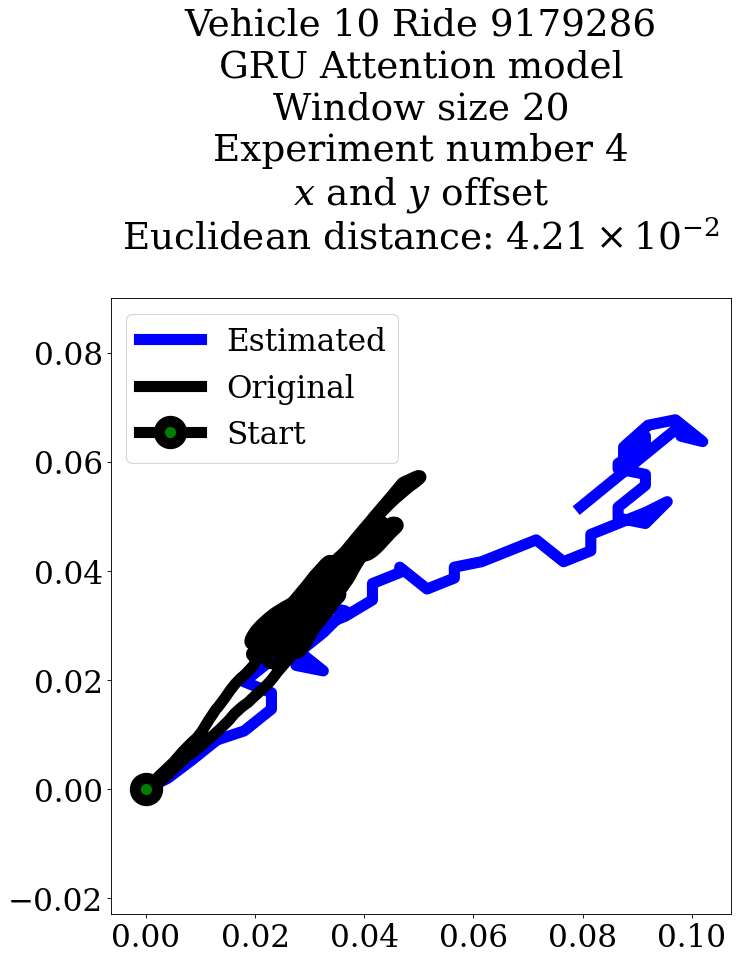 Vehicle 10 Ride 9179286
GRU Attention model
Window size 20
Experiment number 4
x and y offset
Euclidean distance: 4.21 × 10⁻²
Estimated
Original
Start
0.08
0.06
0.04
0.02
0.00
−0.02
0.00 0.02 0.04 0.06 0.08 0.10